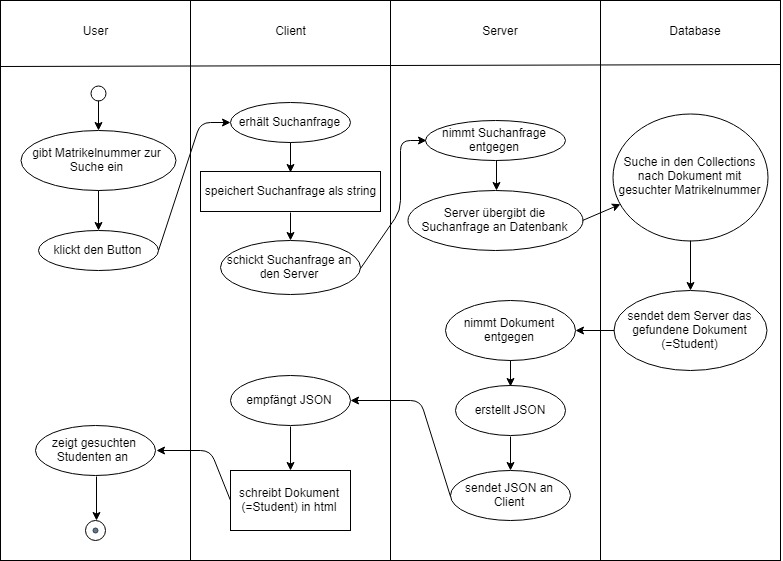 User
Client
Server
Database
gibt Matrikelnummer zur
Suche ein
klickt den Button
erhält Suchanfrage
speichert Suchanfrage als string
schickt Suchanfrage an
den Server
nimmt Suchanfrage
entgegen
Server übergibt die
Suchanfrage an Datenbank
Suche in den Collections
nach Dokument mit
gesuchter Matrikelnummer
sendet dem Server das
gefundene Dokument
(=Student)
nimmt Dokument
entgegen
erstellt JSON
sendet JSON an
Client
empfängt JSON
schreibt Dokument
(=Student) in html
zeigt gesuchten
Studenten an